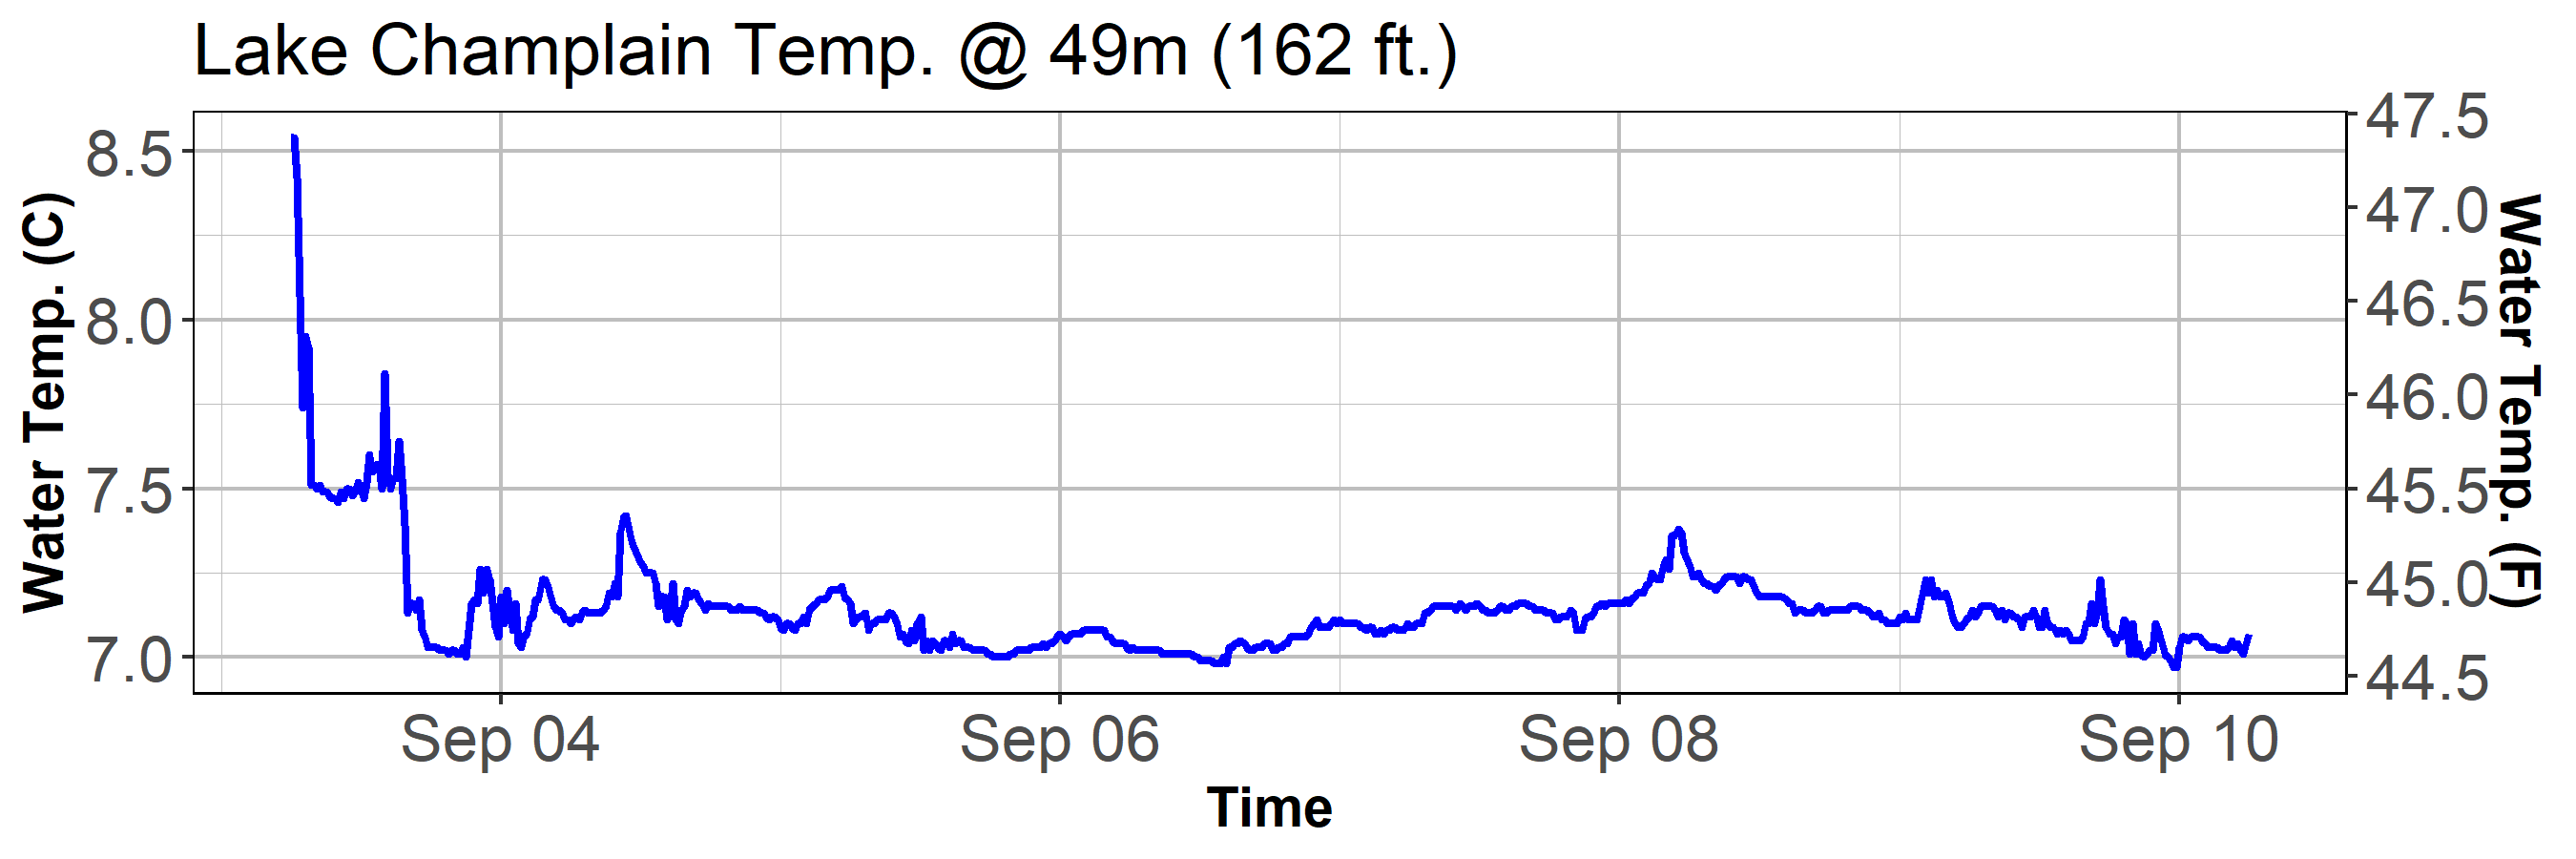 Lake Champlain Temp. @ 49m (162 ft.)
Water Temp. (C)
8.5
8.0
7.5
7.0
47.5
47.0
46.5
46.0
45.5
45.0
44.5
Water Temp. (F)
Sep 04 Sep 06 Sep 08 Sep 10
Time